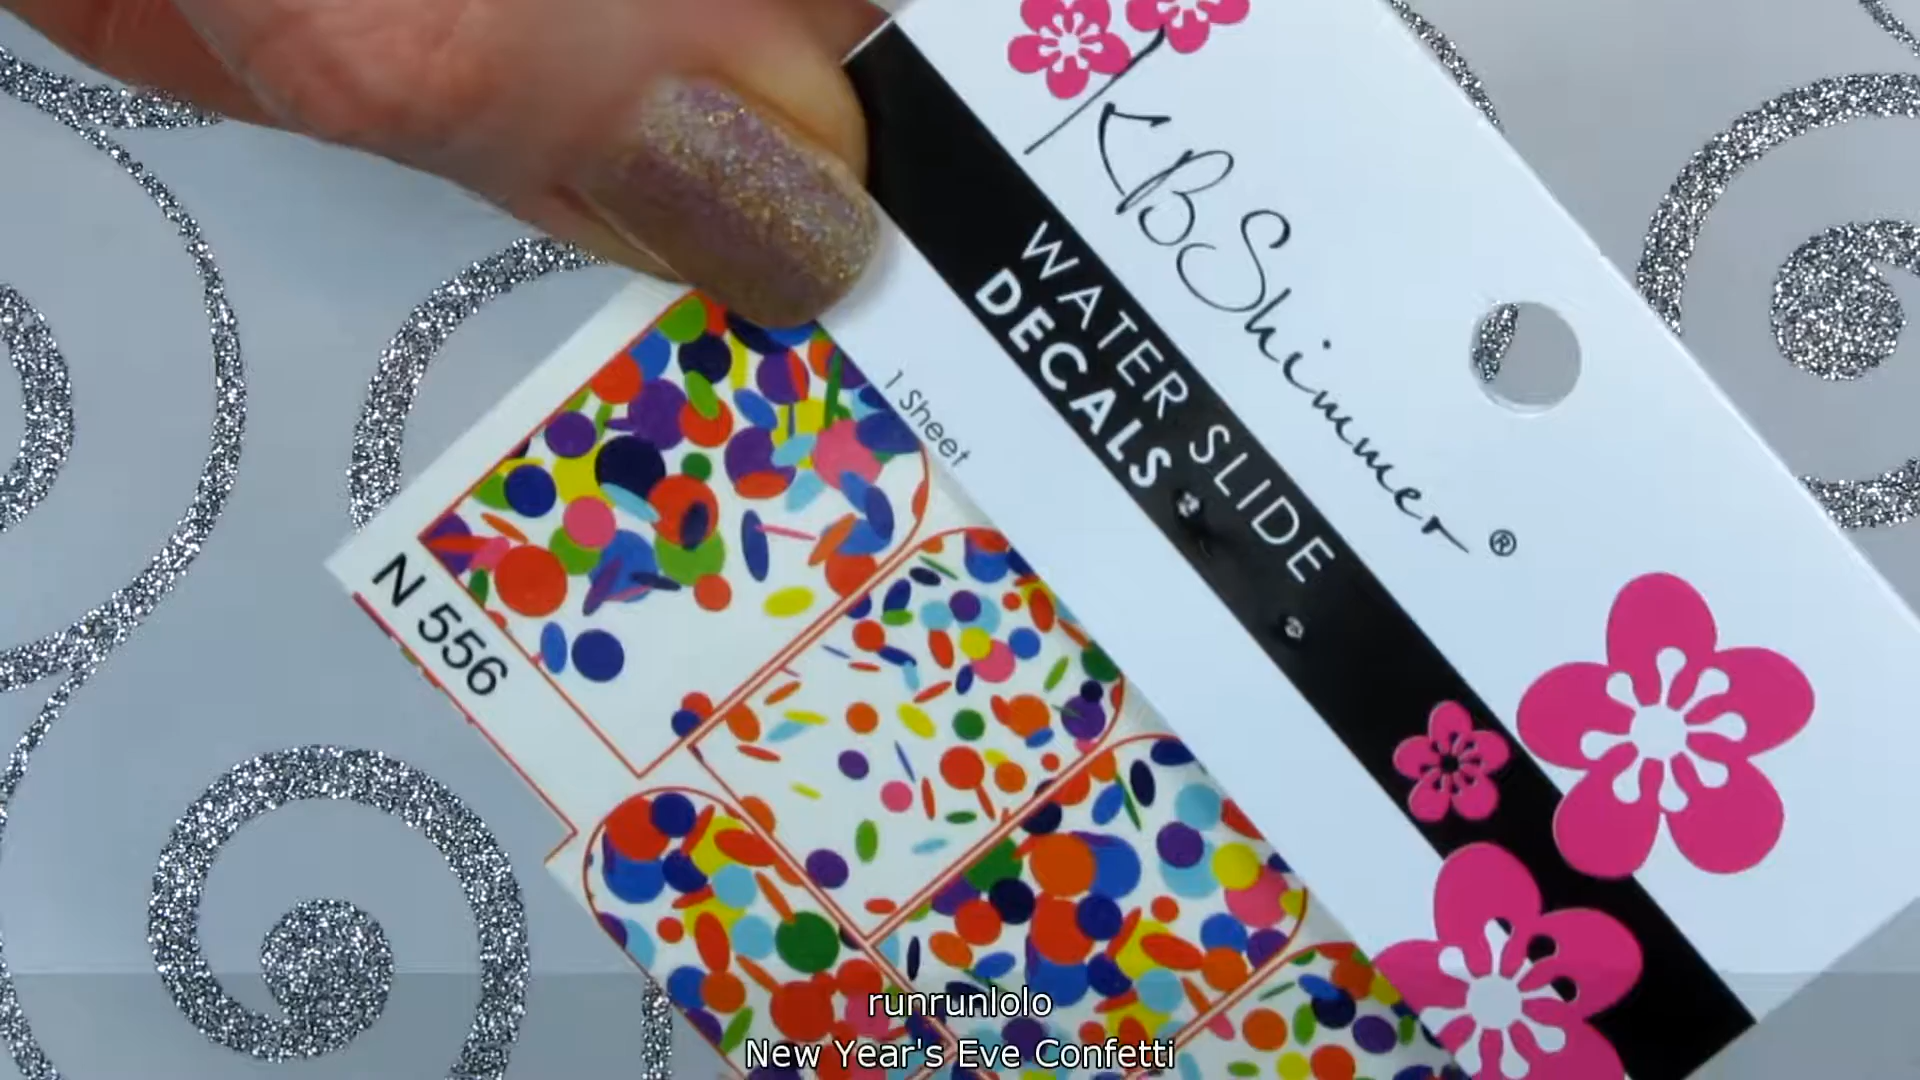 KBShimmer®
WATER SLIDE
DECALS
1 Sheet
N 556
runrunlolo
New Year's Eve Confetti